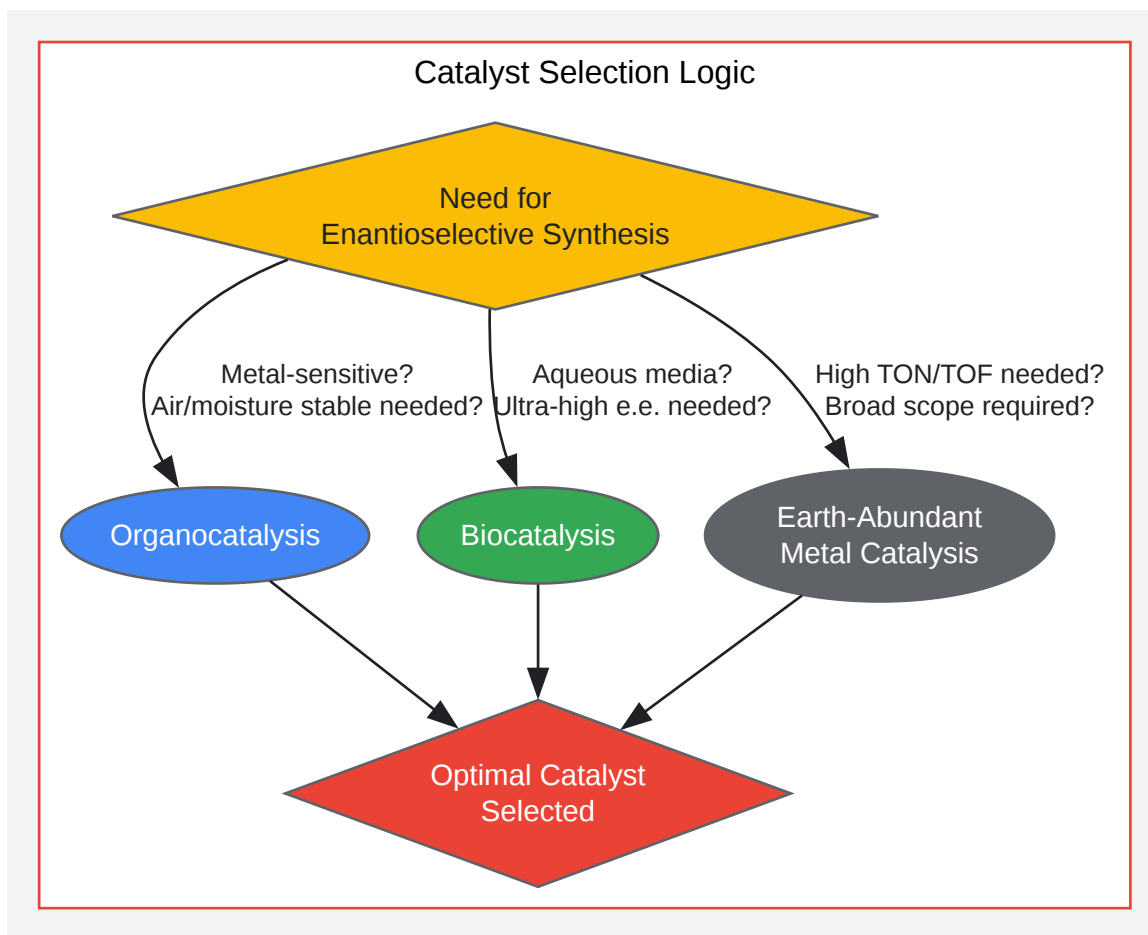 Catalyst Selection Logic
Need for
Enantioselective Synthesis
Metal-sensitive?
Air/moisture stable needed?
Aqueous media?
Ultra-high e.e. needed?
High TON/TOF needed?
Broad scope required?
Organocatalysis
Biocatalysis
Earth-Abundant
Metal Catalysis
Optimal Catalyst
Selected